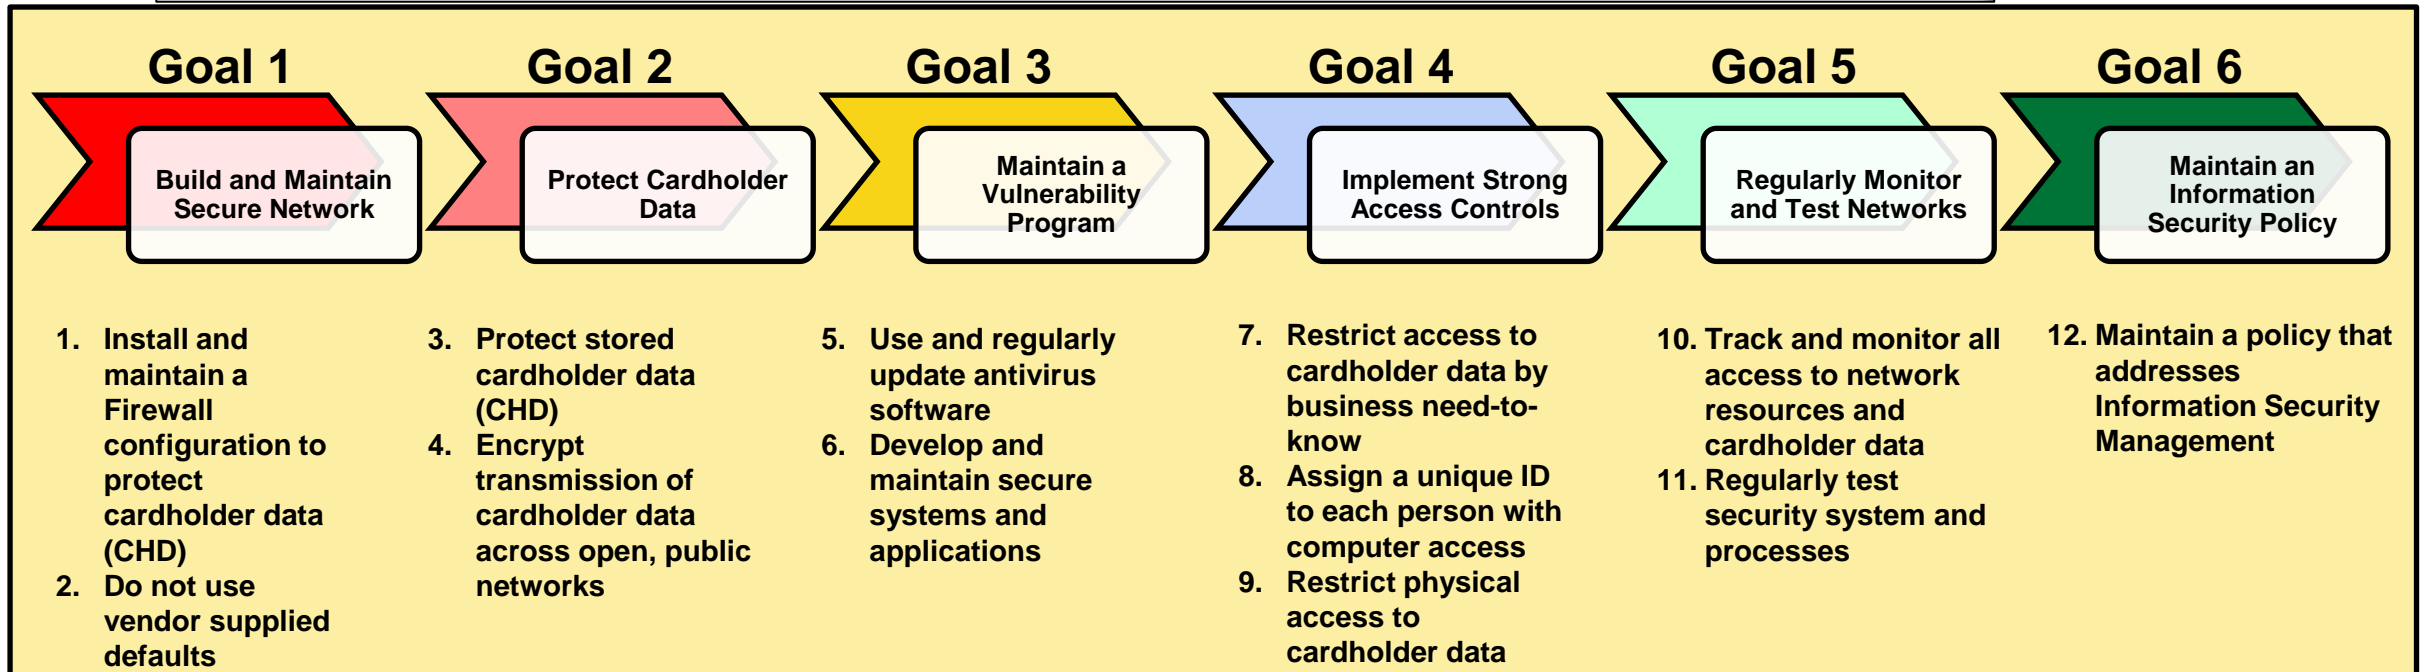 Goal 1
Goal 2
Goal 3
Goal 4
Goal 5
Goal 6
Build and Maintain
Secure Network
Protect Cardholder
Data
Maintain a
Vulnerability
Program
Implement Strong
Access Controls
Regularly Monitor
and Test Networks
Maintain an
Information
Security Policy
1. Install and
maintain a
Firewall
configuration to
protect
cardholder data
(CHD)
2. Do not use
vendor supplied
defaults
3. Protect stored
cardholder data
(CHD)
4. Encrypt
transmission of
cardholder data
across open, public
networks
5. Use and regularly
update antivirus
software
6. Develop and
maintain secure
systems and
applications
7. Restrict access to
cardholder data by
business need-to-
know
8. Assign a unique ID
to each person with
computer access
9. Restrict physical
access to
cardholder data
10. Track and monitor all
access to network
resources and
cardholder data
11. Regularly test
security system and
processes
12. Maintain a policy that
addresses
Information Security
Management